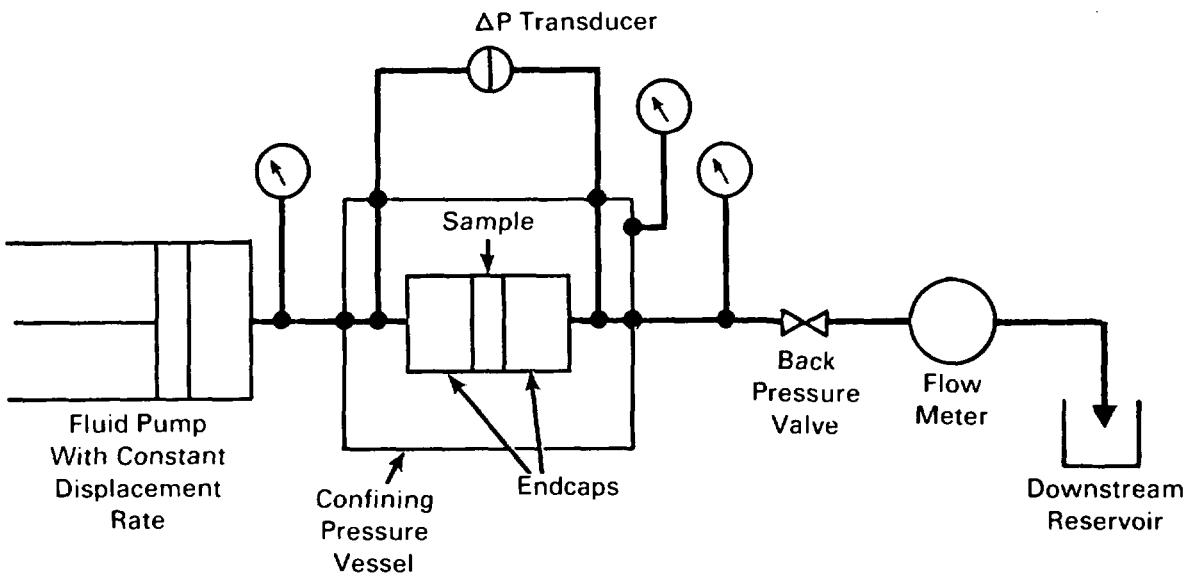 ΔP Transducer
Sample
Fluid Pump
With Constant
Displacement
Rate
Confining
Pressure
Vessel
Endcaps
Back
Pressure
Valve
Flow
Meter
Downstream
Reservoir